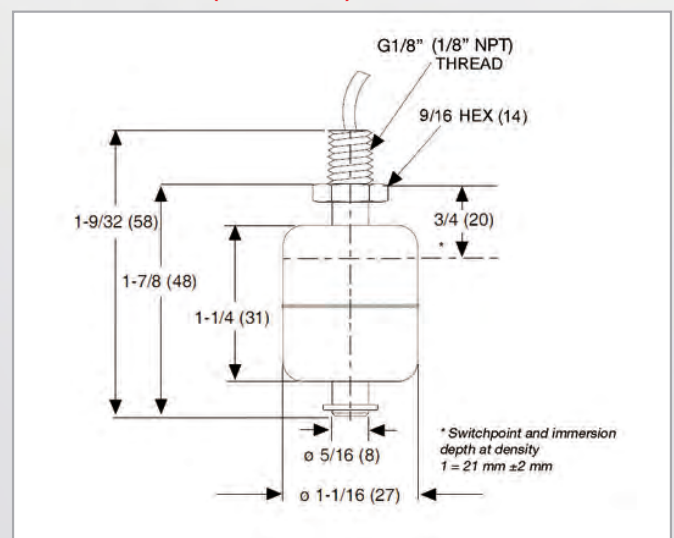 G1/8” (1/8” NPT)
THREAD
9/16 HEX (14)
1-9/32 (58)
3/4 (20)
*
1-7/8 (48)
1-1/4 (31)
ø 5/16 (8)
ø 1-1/16 (27)
* Switchpoint and immersion
depth at density
1 = 21 mm ±2 mm